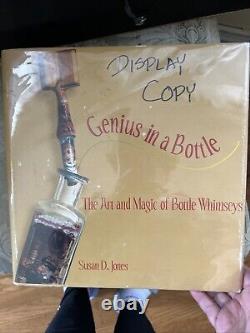 DISPLAY
COPY
Genius in a Bottle
The Art and Magic of Bottle Whimseys
Susan D. Jones